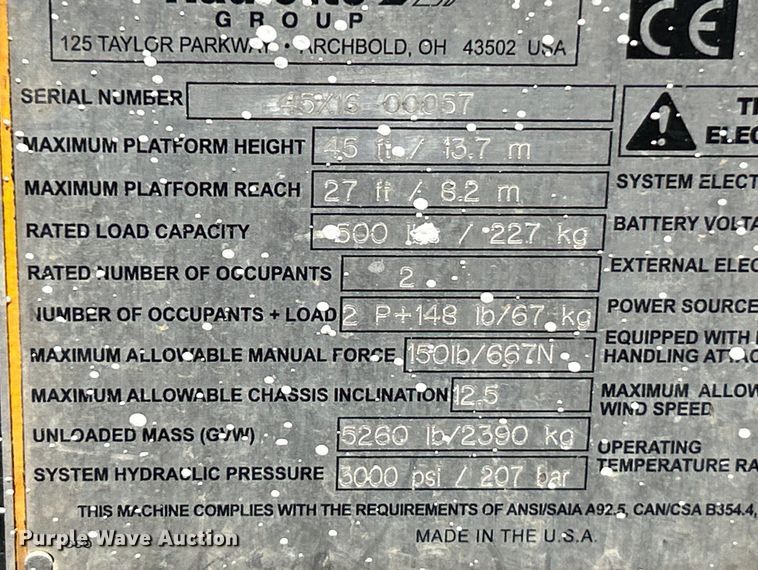 GROUP
125 TAYLOR PARKWAY • ARCHBOLD, OH 43502 USA
CE
SERIAL NUMBER 45X16 00057
MAXIMUM PLATFORM HEIGHT 45 ft / 13.7 m
MAXIMUM PLATFORM REACH 27 ft / 8.2 m
RATED LOAD CAPACITY 500 lbs / 227 kg
RATED NUMBER OF OCCUPANTS 2
NUMBER OF OCCUPANTS + LOAD 2 P+148 lb/67 kg
MAXIMUM ALLOWABLE MANUAL FORCE 150lb/667N
MAXIMUM ALLOWABLE CHASSIS INCLINATION 12.5
UNLOADED MASS (GVW) 5260 lb/2390 kg
SYSTEM HYDRAULIC PRESSURE 3000 psi / 207 bar
TH
ELEC
SYSTEM ELECT
BATTERY VOLTA
EXTERNAL ELEC
POWER SOURCE
EQUIPPED WITH
HANDLING ATTAC
MAXIMUM ALLOW
WIND SPEED
OPERATING
TEMPERATURE RA
THIS MACHINE COMPLIES WITH THE REQUIREMENTS OF ANSI/SAIA A92.5, CAN/CSA B354.4,
MADE IN THE U.S.A.
Purple Wave Auction